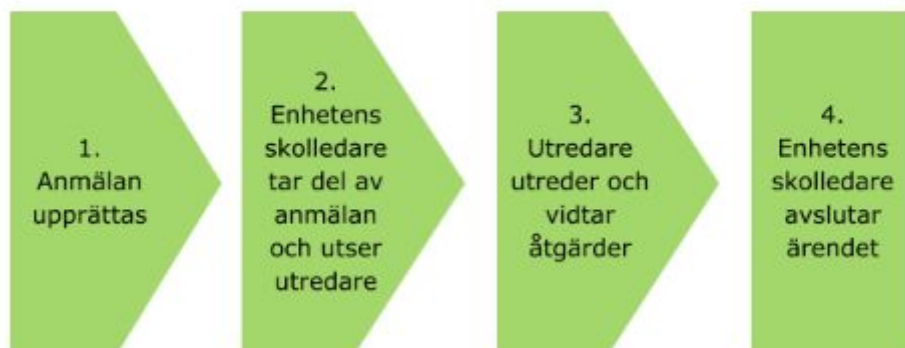 1.
Anmälan
upprättas
2.
Enhetens
skolledare
tar del av
anmälan
och utser
utredare
3.
Utredare
utreder och
vidtar
åtgärder
4.
Enhetens
skolledare
avslutar
ärendet